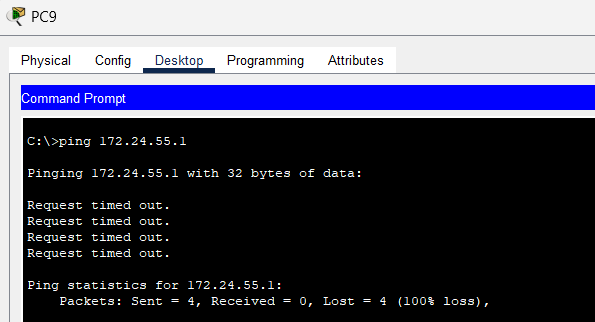 PC9
Physical Config Desktop Programming Attributes
Command Prompt
C:\>ping 172.24.55.1
Pinging 172.24.55.1 with 32 bytes of data:
Request timed out.
Request timed out.
Request timed out.
Request timed out.
Ping statistics for 172.24.55.1:
Packets: Sent = 4, Received = 0, Lost = 4 (100% loss),